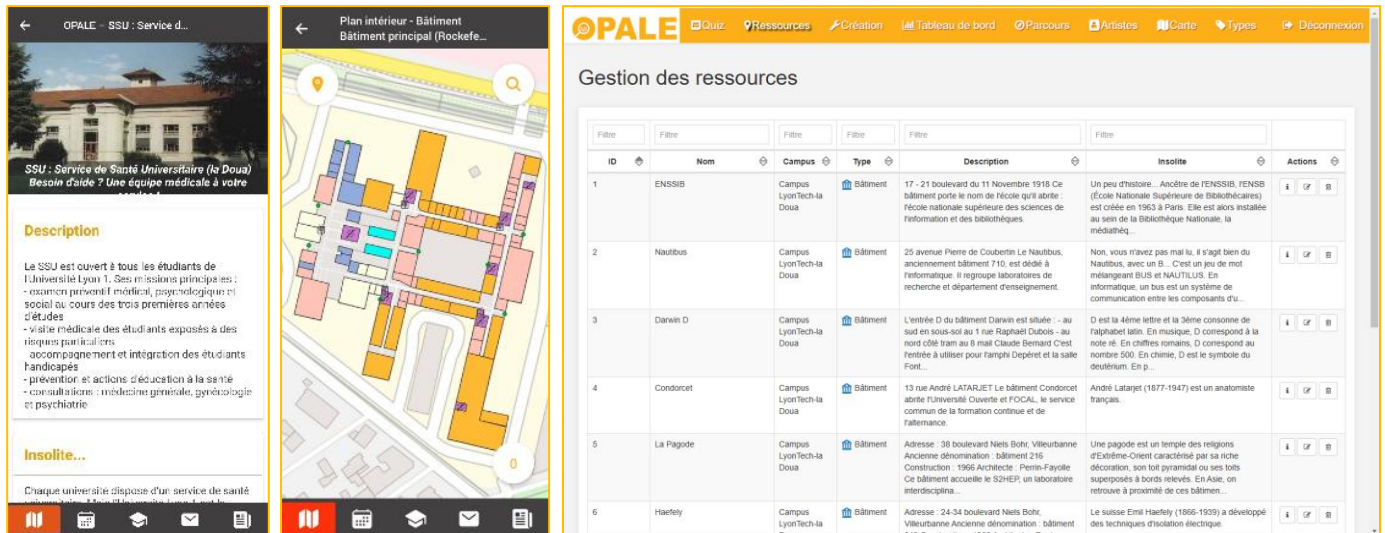 OPALE – SSU : Service d...
SSU : Service de Santé Universitaire (la Doua)
Besoin d'aide ? Une équipe médicale à votre
Description
Le SSU est ouvert à tous les étudiants de
l'Université Lyon 1. Ses missions principales :
- examen préventif médical, psychologique et
social au cours des trois premières années
d'études
- visite médicale des étudiants exposés à des
risques particuliers
accompagnement et intégration des étudiants
handicapés
- prévention et actions d'éducation à la santé
- consultations : médecine générale, gynécologie
et psychiatrie
Insolite...
Chaque université dispose d'un service de santé
Plan intérieur - Bâtiment
Bâtiment principal (Rockefe...
0
OPALE Quiz Ressources Création Tableau de bord Parcours Artistes Carte Types Déconnexion
Gestion des ressources
Filtre Filtre Filtre Filtre Filtre Filtre
ID Nom Campus Type Description Insolite Actions
1 ENSSIB Campus LyonTech-la Doua Bâtiment
17 - 21 boulevard du 11 Novembre 1918 Ce
bâtiment porte le nom de l'école qu'il abrite :
l'école nationale supérieure des sciences de
l'information et des bibliothèques.
Un peu d'histoire... Ancêtre de l'ENSSIB, l'ENSB
(École Nationale Supérieure de Bibliothécaires)
est créée en 1963 à Paris. Elle est alors installée
au sein de la Bibliothèque Nationale, la
médiathèq...
2 Nautibus Campus LyonTech-la Doua Bâtiment
25 avenue Pierre de Coubertin Le Nautibus,
anciennement bâtiment 710, est dédié à
l'informatique. Il regroupe laboratoires de
recherche et département d'enseignement.
Non, vous n'avez pas mal lu, il s'agit bien du
Nautibus, avec un B... C'est un jeu de mot
mélangeant BUS et NAUTILUS. En
informatique, un bus est un système de
communication entre les composants d'u...
3 Darwin D Campus LyonTech-la Doua Bâtiment
L'entrée D du bâtiment Darwin est située : - au
sud en sous-sol au 1 rue Raphaël Dubois - au
nord côté tram au 8 mail Claude Bernard C'est
l'entrée à utiliser pour l'amphi Depéret et la salle
Font...
D est la 4ème lettre et la 3ème consonne de
l'alphabet latin. En musique, D correspond à la
note ré. En chiffres romains, D correspond au
nombre 500. En chimie, D est le symbole du
deutérium. En p...
4 Condorcet Campus LyonTech-la Doua Bâtiment
13 rue André LATARJET Le bâtiment Condorcet
abrite l'Université Ouverte et FOCAL, le service
commun de la formation continue et de
l'alternance.
André Latarjet (1877-1947) est un anatomiste
français.
5 La Pagode Campus LyonTech-la Doua Bâtiment
Adresse : 38 boulevard Niels Bohr, Villeurbanne
Ancienne dénomination : bâtiment 216
Construction : 1966 Architecte : Perrin-Fayolle
Ce bâtiment accueille le S2HEP, un laboratoire
interdisciplina...
Une pagode est un temple des religions
d'Extrême-Orient caractérisé par sa riche
décoration, son toit pyramidal ou ses toits
superposés à bords relevés. En Asie, on
retrouve à proximité de ces bâtimen...
6 Haefely Campus LyonTech-la Bâtiment
Adresse : 24-34 boulevard Niels Bohr,
Villeurbanne Ancienne dénomination : bâtiment
Le suisse Emil Haefely (1866-1939) a développé
des techniques d'isolation électrique.